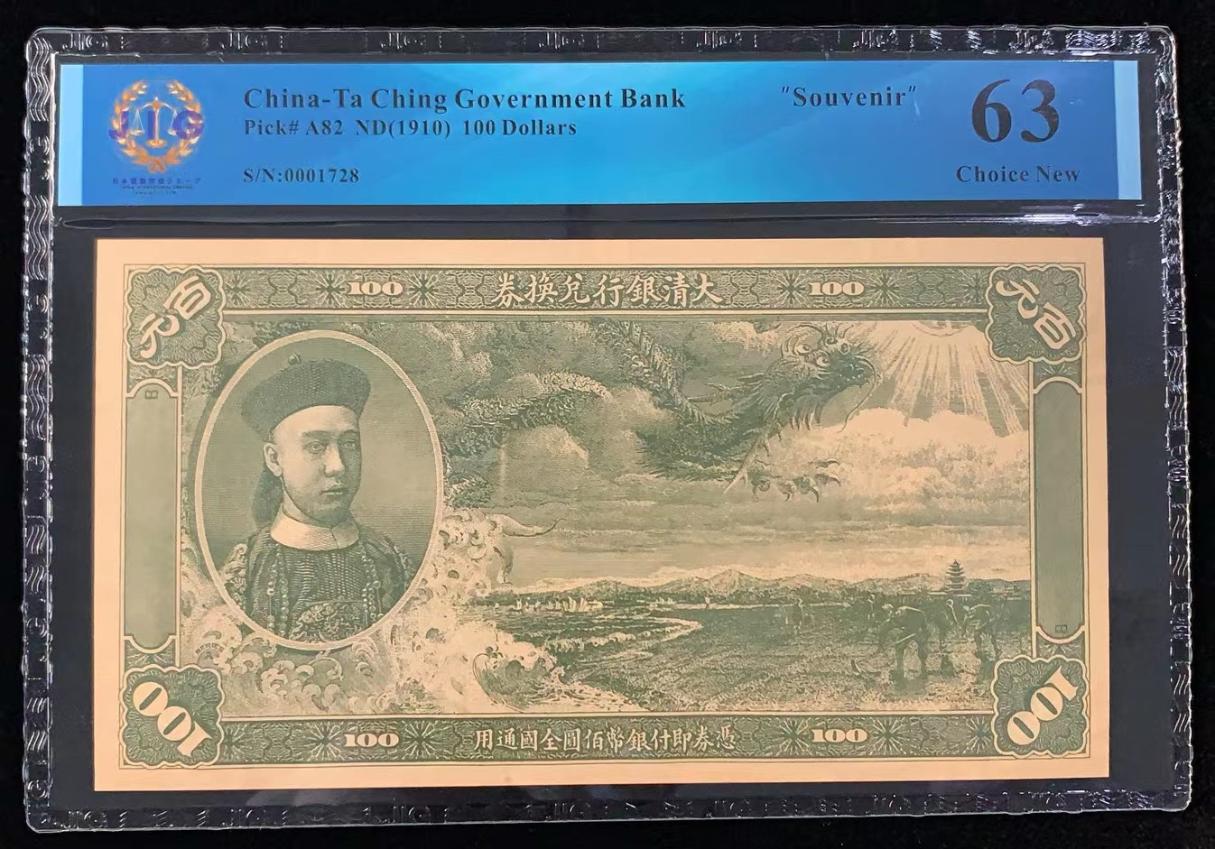 JIG
China-Ta Ching Government Bank
Pick# A82 ND(1910) 100 Dollars
S/N:0001728
"Souvenir"
63
Choice New
百元
100
券換兌行銀清大
100
百元
100
100
用通國全圓佰幣銀付即券憑
100
100